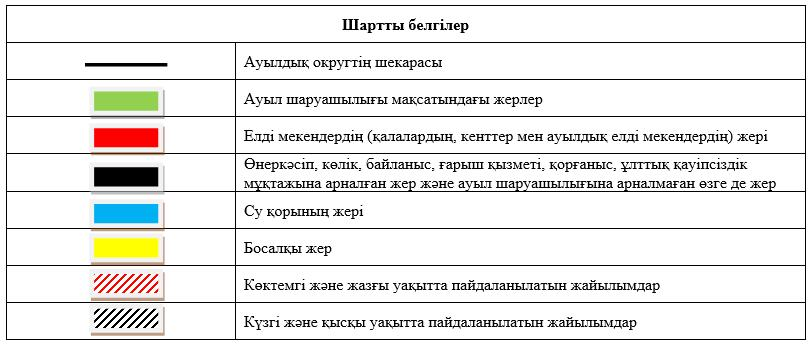 Шартты белгілер
Ауылдық округтің шекарасы
Ауыл шаруашылығы мақсатындағы жерлер
Елді мекендердің (қалалардың, кенттер мен ауылдық елді мекендердің) жері
Өнеркәсіп, көлік, байланыс, ғарыш қызметі, қорғаныс, ұлттық қауіпсіздік
мұқтажына арналған жер және ауыл шаруашылығына арналмаған өзге де жер
Су қорының жері
Босалқы жер
Көктемгі және жазғы уақытта пайдаланылатын жайылымдар
Күзгі және қысқы уақытта пайдаланылатын жайылымдар